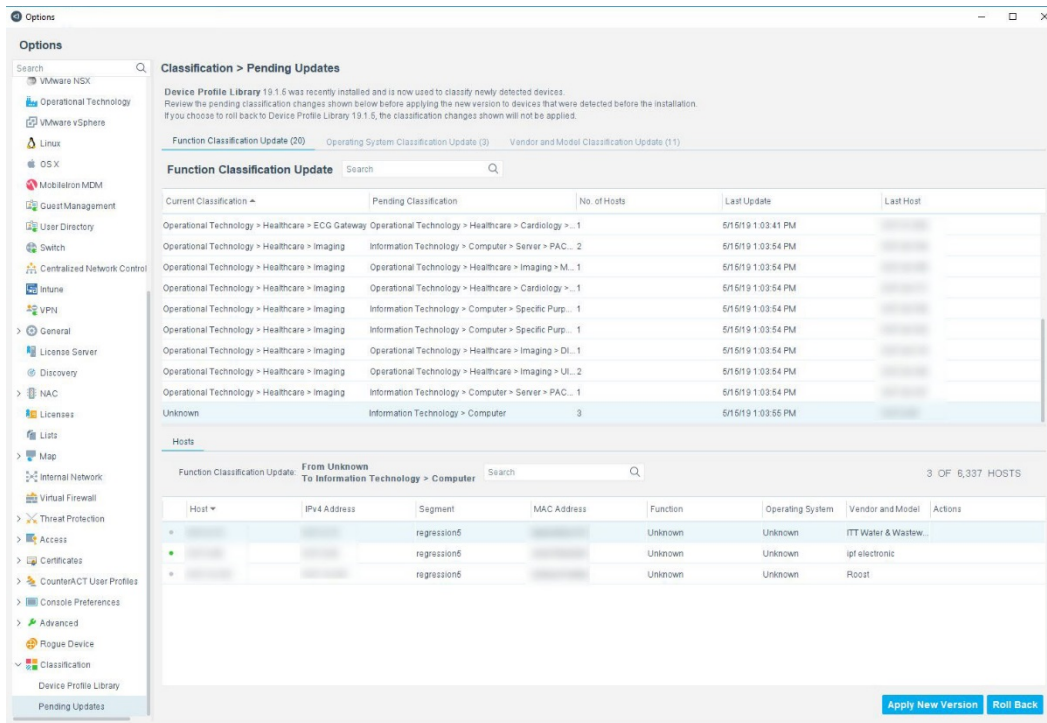 Options
Options
Search
VMware NSX
Operational Technology
VMware vSphere
Linux
OS X
MobileIron MDM
Guest Management
User Directory
Switch
Centralized Network Control
Intune
VPN
General
License Server
Discovery
NAC
Licenses
Lists
Map
Internal Network
Virtual Firewall
Threat Protection
Access
Certificates
CounterACT User Profiles
Console Preferences
Advanced
Rogue Device
Classification
Device Profile Library
Pending Updates
Classification > Pending Updates
Device Profile Library 19.1.6 was recently installed and is now used to classify newly detected devices.
Review the pending classification changes shown below before applying the new version to devices that were detected before the installation.
If you choose to roll back to Device Profile Library 19.1.5, the classification changes shown will not be applied.
Function Classification Update (20) Operating System Classification Update (3) Vendor and Model Classification Update (11)
Function Classification Update Search
Current Classification Pending Classification No. of Hosts Last Update Last Host
Operational Technology > Healthcare > ECG Gateway Operational Technology > Healthcare > Cardiology >... 1 5/15/19 1:03:41 PM
Operational Technology > Healthcare > Imaging Information Technology > Computer > Server > PAC... 2 5/15/19 1:03:54 PM
Operational Technology > Healthcare > Imaging Operational Technology > Healthcare > Imaging > M... 1 5/15/19 1:03:54 PM
Operational Technology > Healthcare > Imaging Operational Technology > Healthcare > Cardiology >... 1 5/15/19 1:03:54 PM
Operational Technology > Healthcare > Imaging Information Technology > Computer > Specific Purp... 1 5/15/19 1:03:54 PM
Operational Technology > Healthcare > Imaging Information Technology > Computer > Specific Purp... 1 5/15/19 1:03:54 PM
Operational Technology > Healthcare > Imaging Operational Technology > Healthcare > Imaging > DI... 1 5/15/19 1:03:54 PM
Operational Technology > Healthcare > Imaging Operational Technology > Healthcare > Imaging > Ul... 2 5/15/19 1:03:54 PM
Operational Technology > Healthcare > Imaging Information Technology > Computer > Server > PAC... 1 5/15/19 1:03:54 PM
Unknown Information Technology > Computer 3 5/15/19 1:03:55 PM
Hosts
Function Classification Update: From Unknown
To Information Technology > Computer
Search
3 OF 6,337 HOSTS
Host IPv4 Address Segment MAC Address Function Operating System Vendor and Model Actions
regression5 Unknown Unknown ITT Water & Wastew...
regression5 Unknown Unknown ipf electronic
regression5 Unknown Unknown Roost
Apply New Version Roll Back